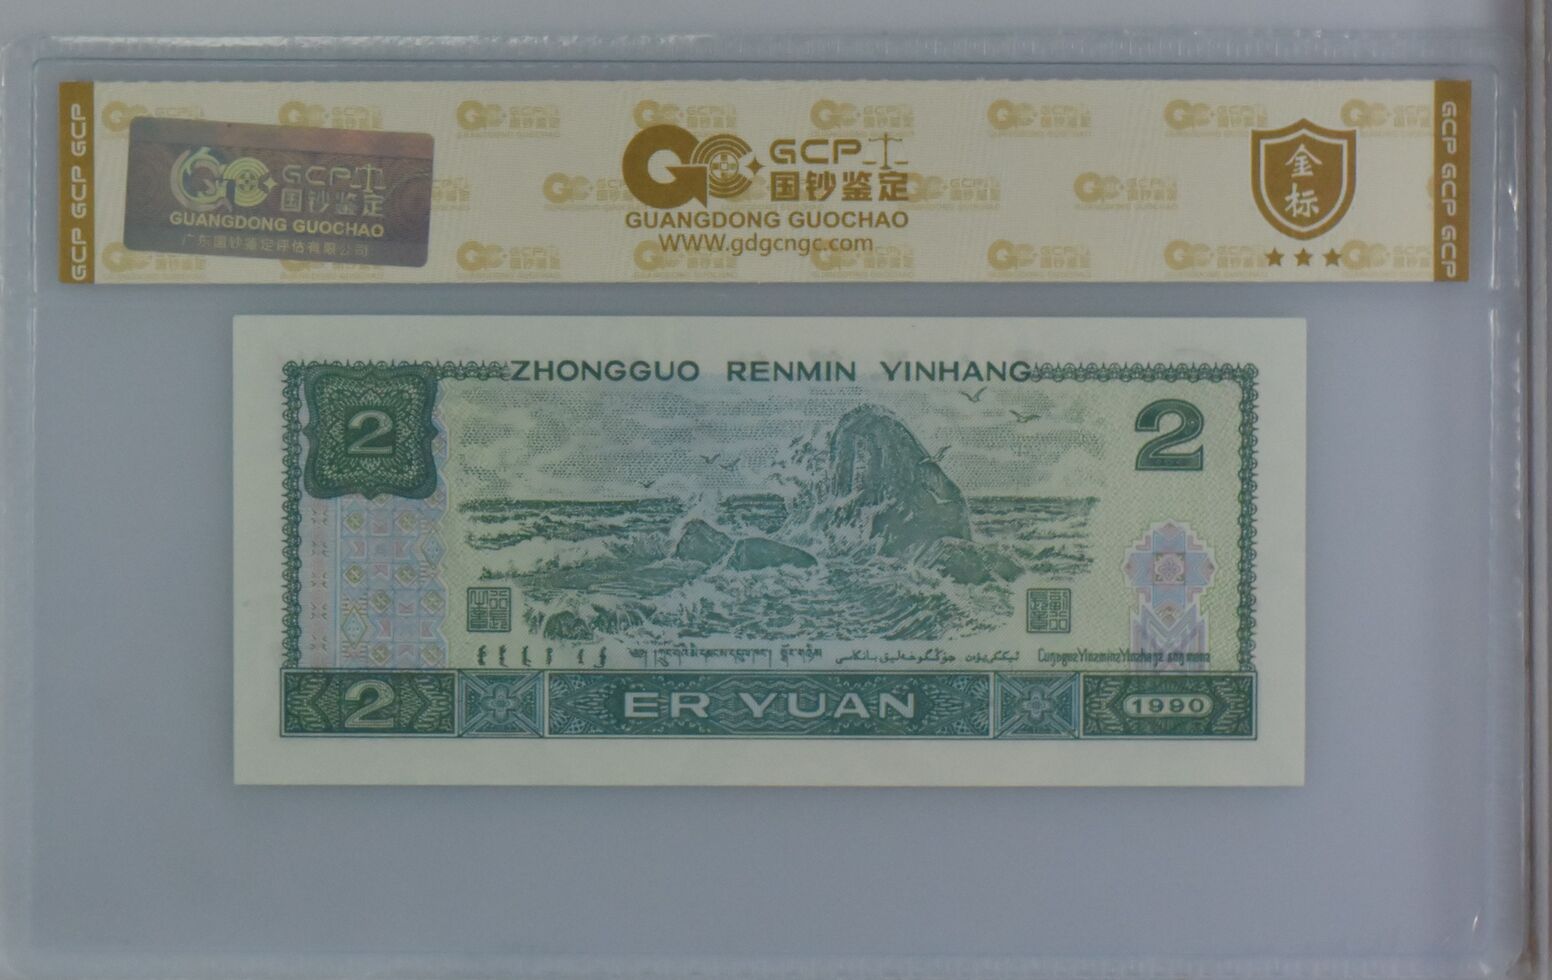 GCP GCP GCP
GCP
国钞鉴定
GUANGDONG GUOCHAO
广东国钞鉴定评估有限公司
GCP
国钞鉴定
GUANGDONG GUOCHAO
WWW.gdgcngc.com
金
标
GCP GCP GCP
ZHONGGUO RENMIN YINHANG
2
2
2
ER YUAN
1990